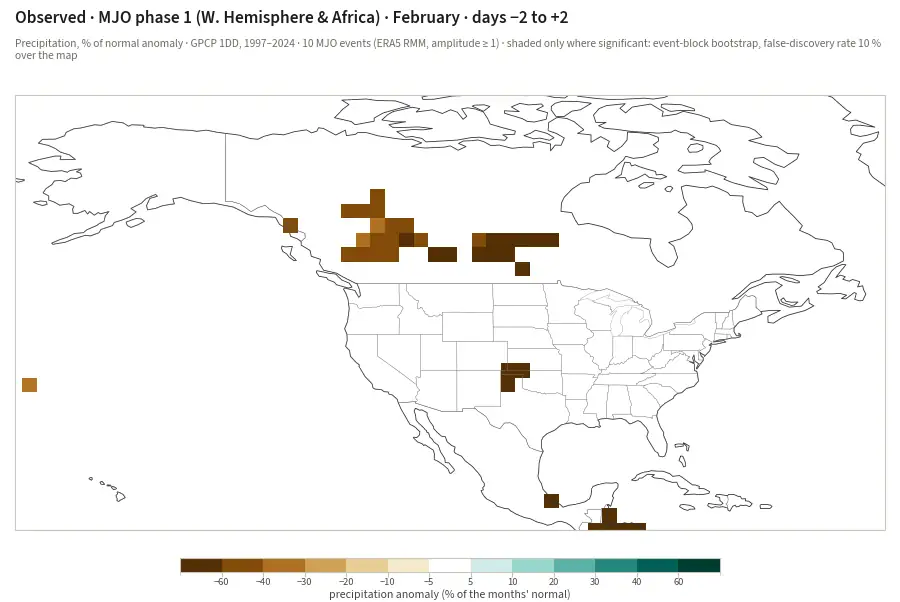 Observed · MJO phase 1 (W. Hemisphere & Africa) · February · days −2 to +2
Precipitation, % of normal anomaly · GPCP 1DD, 1997–2024 · 10 MJO events (ERA5 RMM, amplitude ≥ 1) · shaded only where significant: event-block bootstrap, false-discovery rate 10 %
over the map
−60 −40 −30 −20 −10 −5 5 10 20 30 40 60
precipitation anomaly (% of the months' normal)